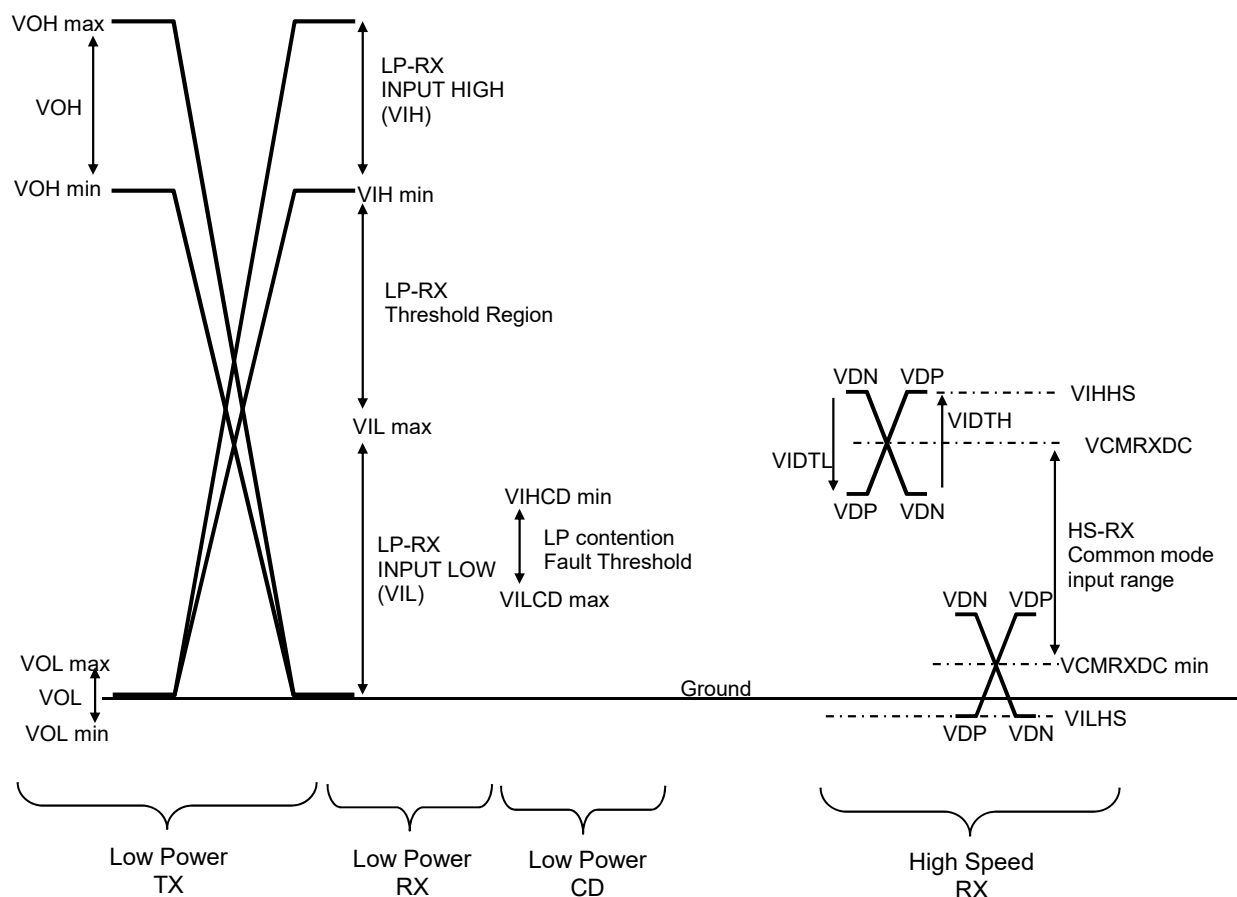 VOH max
VOH
VOH min
LP-RX
INPUT HIGH
(VIH)
VIH min
LP-RX
Threshold Region
VIL max
LP-RX
INPUT LOW
(VIL)
VIHCD min
LP contention
Fault Threshold
VILCD max
VOL max
VOL
VOL min
Ground
VDN
VDP
VIHHS
VIDTH
VCMRXDC
VIDTL
VDP
VDN
HS-RX
Common mode
input range
VDN
VDP
VCMRXDC min
VILHS
VDP
VDN
Low Power
TX
Low Power
RX
Low Power
CD
High Speed
RX